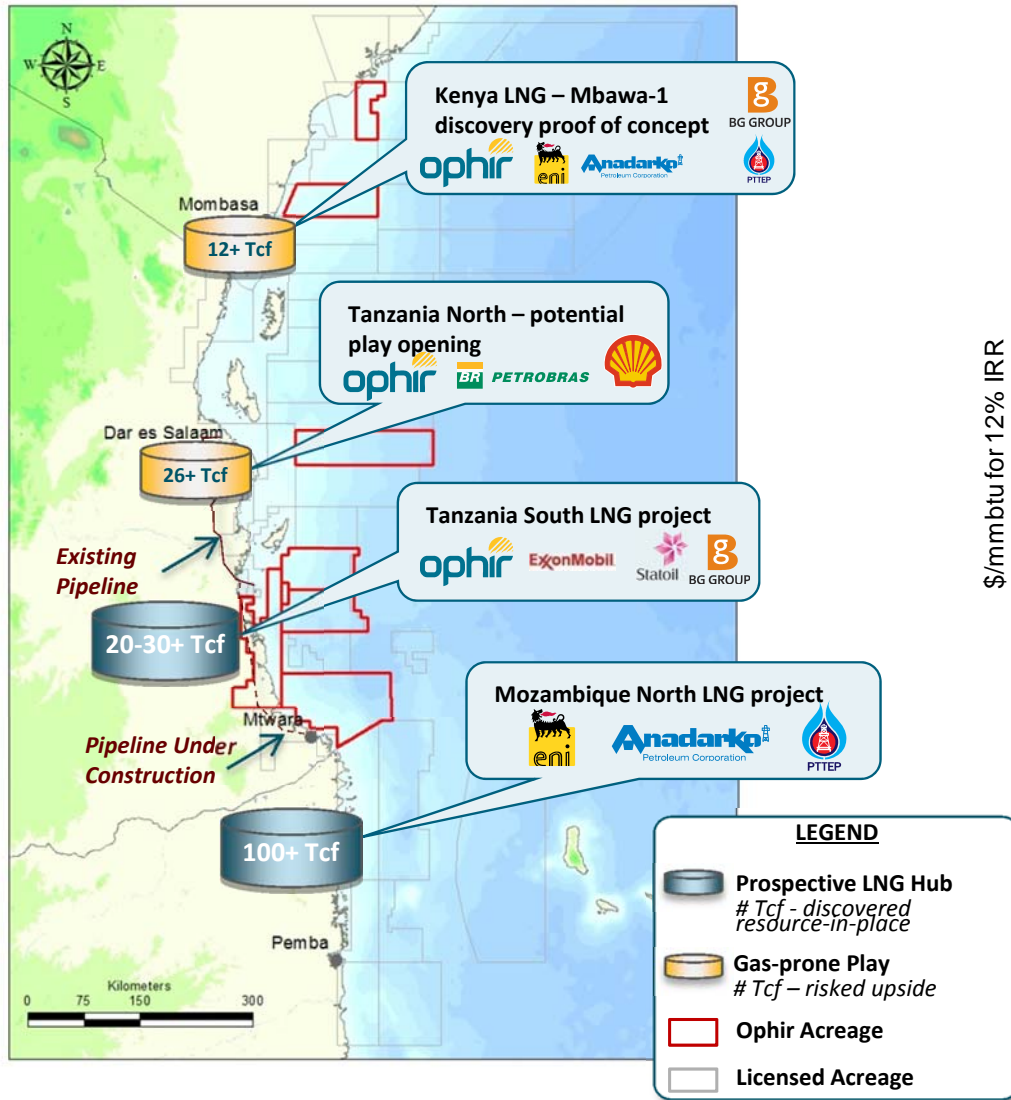 N
W E
S
Kenya LNG – Mbawa-1
discovery proof of concept
BG GROUP
ophir
eni
Anadarko
Petroleum Corporation
PTTEP
Mombasa
12+ Tcf
Tanzania North – potential
play opening
ophir
BR PETROBRAS
Dar es Salaam
26+ Tcf
$/mmbtu for 12% IRR
Tanzania South LNG project
ophir
ExxonMobil
Statoil
BG GROUP
Existing
Pipeline
20-30+ Tcf
Mozambique North LNG project
eni
Anadarko
Petroleum Corporation
PTTEP
Mtwara
Pipeline Under
Construction
100+ Tcf
Pemba
Kilometers
0 75 150 300
LEGEND
Prospective LNG Hub
# Tcf - discovered
resource-in-place
Gas-prone Play
# Tcf – risked upside
Ophir Acreage
Licensed Acreage